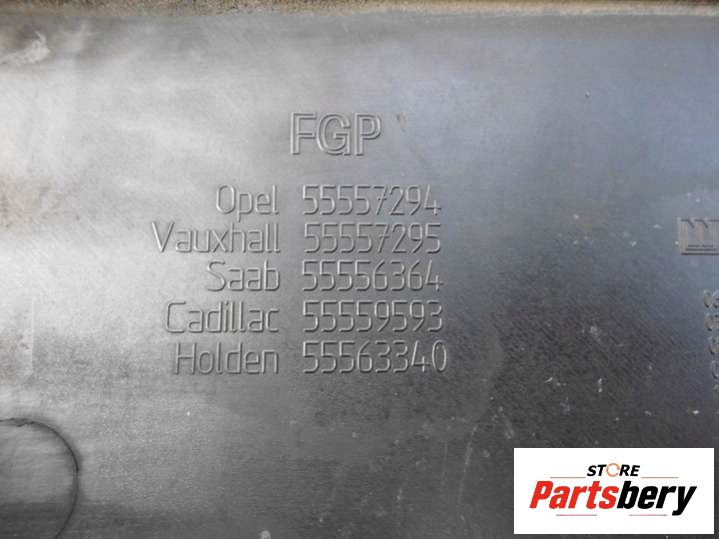 FGP
Opel 55557294
Vauxhall 55557295
Saab 55556364
Cadillac 55559593
Holden 55563340
STORE
Partsbery